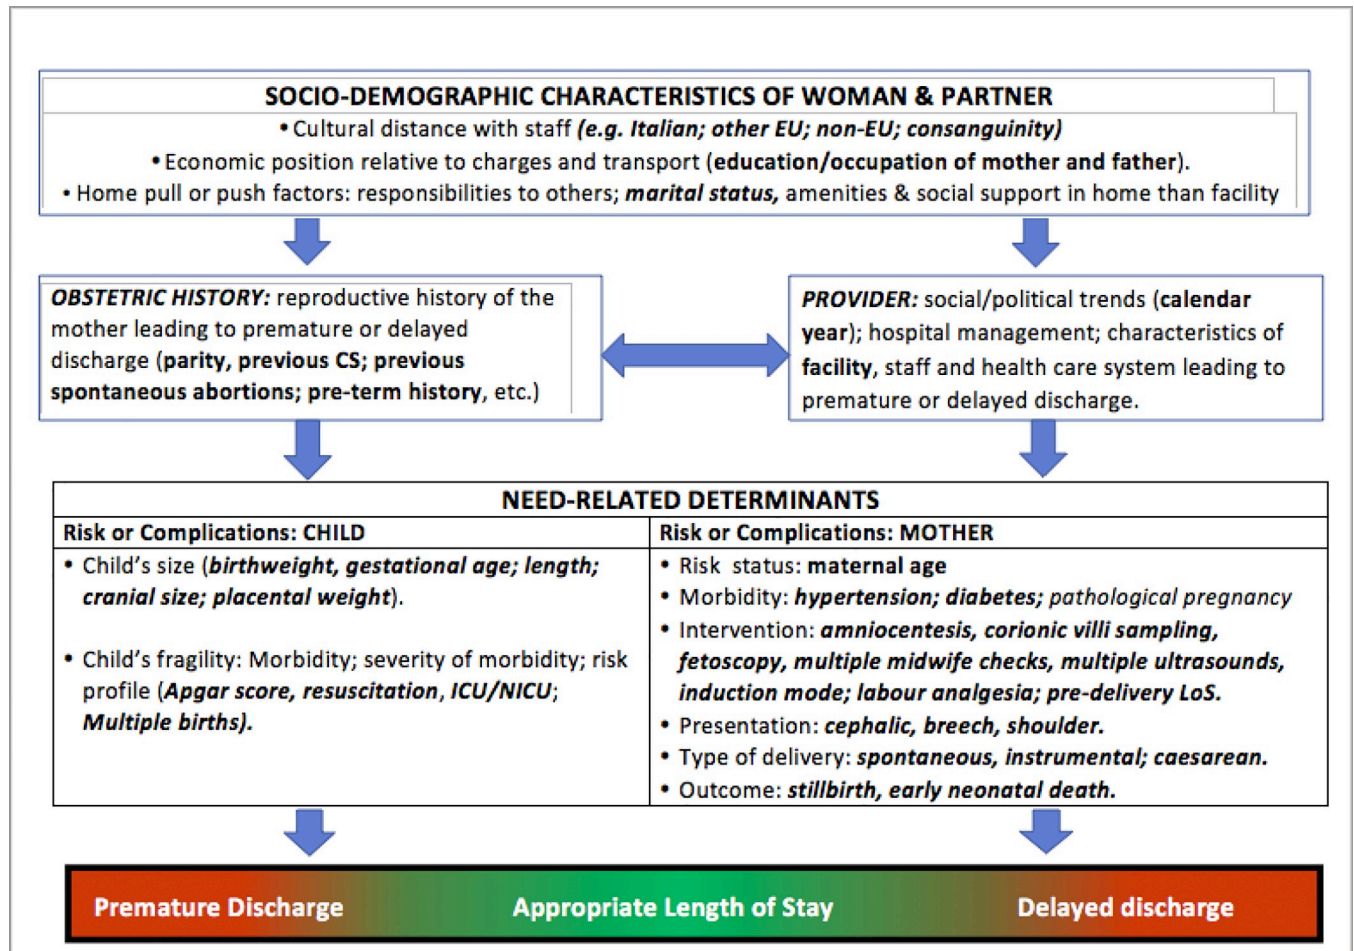 SOCIO-DEMOGRAPHIC CHARACTERISTICS OF WOMAN & PARTNER
• Cultural distance with staff (e.g. Italian; other EU; non-EU; consanguinity)
• Economic position relative to charges and transport (education/occupation of mother and father).
• Home pull or push factors: responsibilities to others; marital status, amenities & social support in home than facility
OBSTETRIC HISTORY: reproductive history of the
mother leading to premature or delayed
discharge (parity, previous CS; previous
spontaneous abortions; pre-term history, etc.)
PROVIDER: social/political trends (calendar
year); hospital management; characteristics of
facility, staff and health care system leading to
premature or delayed discharge.
NEED-RELATED DETERMINANTS
Risk or Complications: CHILD
• Child's size (birthweight, gestational age; length;
cranial size; placental weight).
• Child's fragility: Morbidity; severity of morbidity; risk
profile (Apgar score, resuscitation, ICU/NICU;
Multiple births).
Risk or Complications: MOTHER
• Risk status: maternal age
• Morbidity: hypertension; diabetes; pathological pregnancy
• Intervention: amniocentesis, corionic villi sampling,
fetoscopy, multiple midwife checks, multiple ultrasounds,
induction mode; labour analgesia; pre-delivery LoS.
• Presentation: cephalic, breech, shoulder.
• Type of delivery: spontaneous, instrumental; caesarean.
• Outcome: stillbirth, early neonatal death.
Premature Discharge Appropriate Length of Stay Delayed discharge